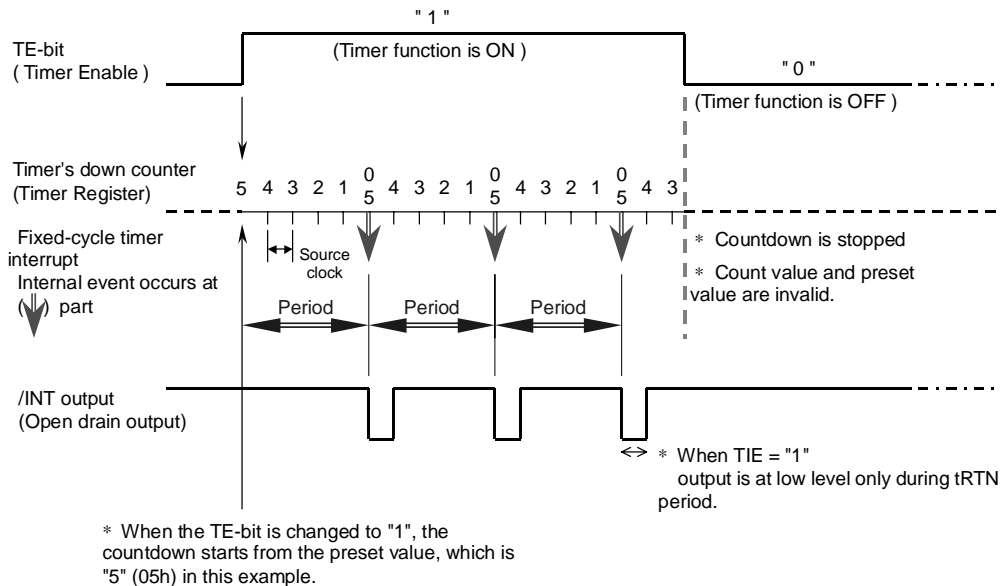 " 1 "
TE-bit
( Timer Enable )
(Timer function is ON )
" 0 "
(Timer function is OFF )
Timer's down counter
(Timer Register)
5 4 3 2 1 0 5 4 3 2 1 0 5 4 3 2 1 0 5 4 3
Fixed-cycle timer
interrupt
Internal event occurs at
( ) part
Source
clock
* Countdown is stopped
* Count value and preset
value are invalid.
Period Period Period
/INT output
(Open drain output)
* When TIE = "1"
output is at low level only during tRTN
period.
* When the TE-bit is changed to "1", the
countdown starts from the preset value, which is
"5" (05h) in this example.